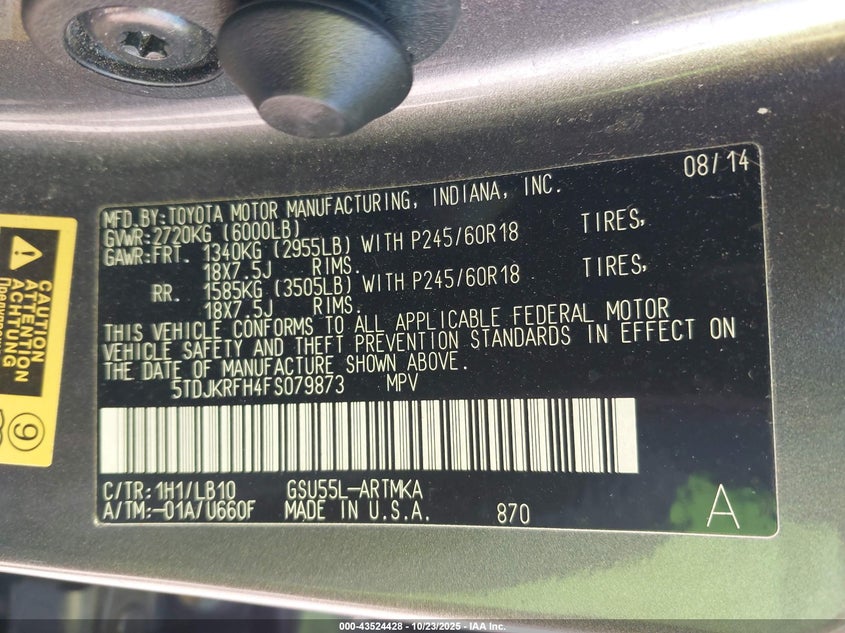 08/14
MFD.BY:TOYOTA MOTOR MANUFACTURING, INDIANA, INC.
GVWR:2720KG (6000LB)
GAWR:FRT. 1340KG (2955LB) WITH P245/60R18 TIRES,
18X7.5J RIMS.
RR. 1585KG (3505LB) WITH P245/60R18 TIRES,
18X7.5J RIMS.
THIS VEHICLE CONFORMS TO ALL APPLICABLE FEDERAL MOTOR
VEHICLE SAFETY AND THEFT PREVENTION STANDARDS IN EFFECT ON
THE DATE OF MANUFACTURE SHOWN ABOVE.
5TDJKRFH4FS079873 MPV
C/TR:1H1/LB10 GSU55L-ARTMKA
A/TM:-01A/U660F MADE IN U.S.A. 870 A
CAUTION
ATTENTION
ACHTUNG
9
000-43524428 - 10/23/2025 - IAA Inc.